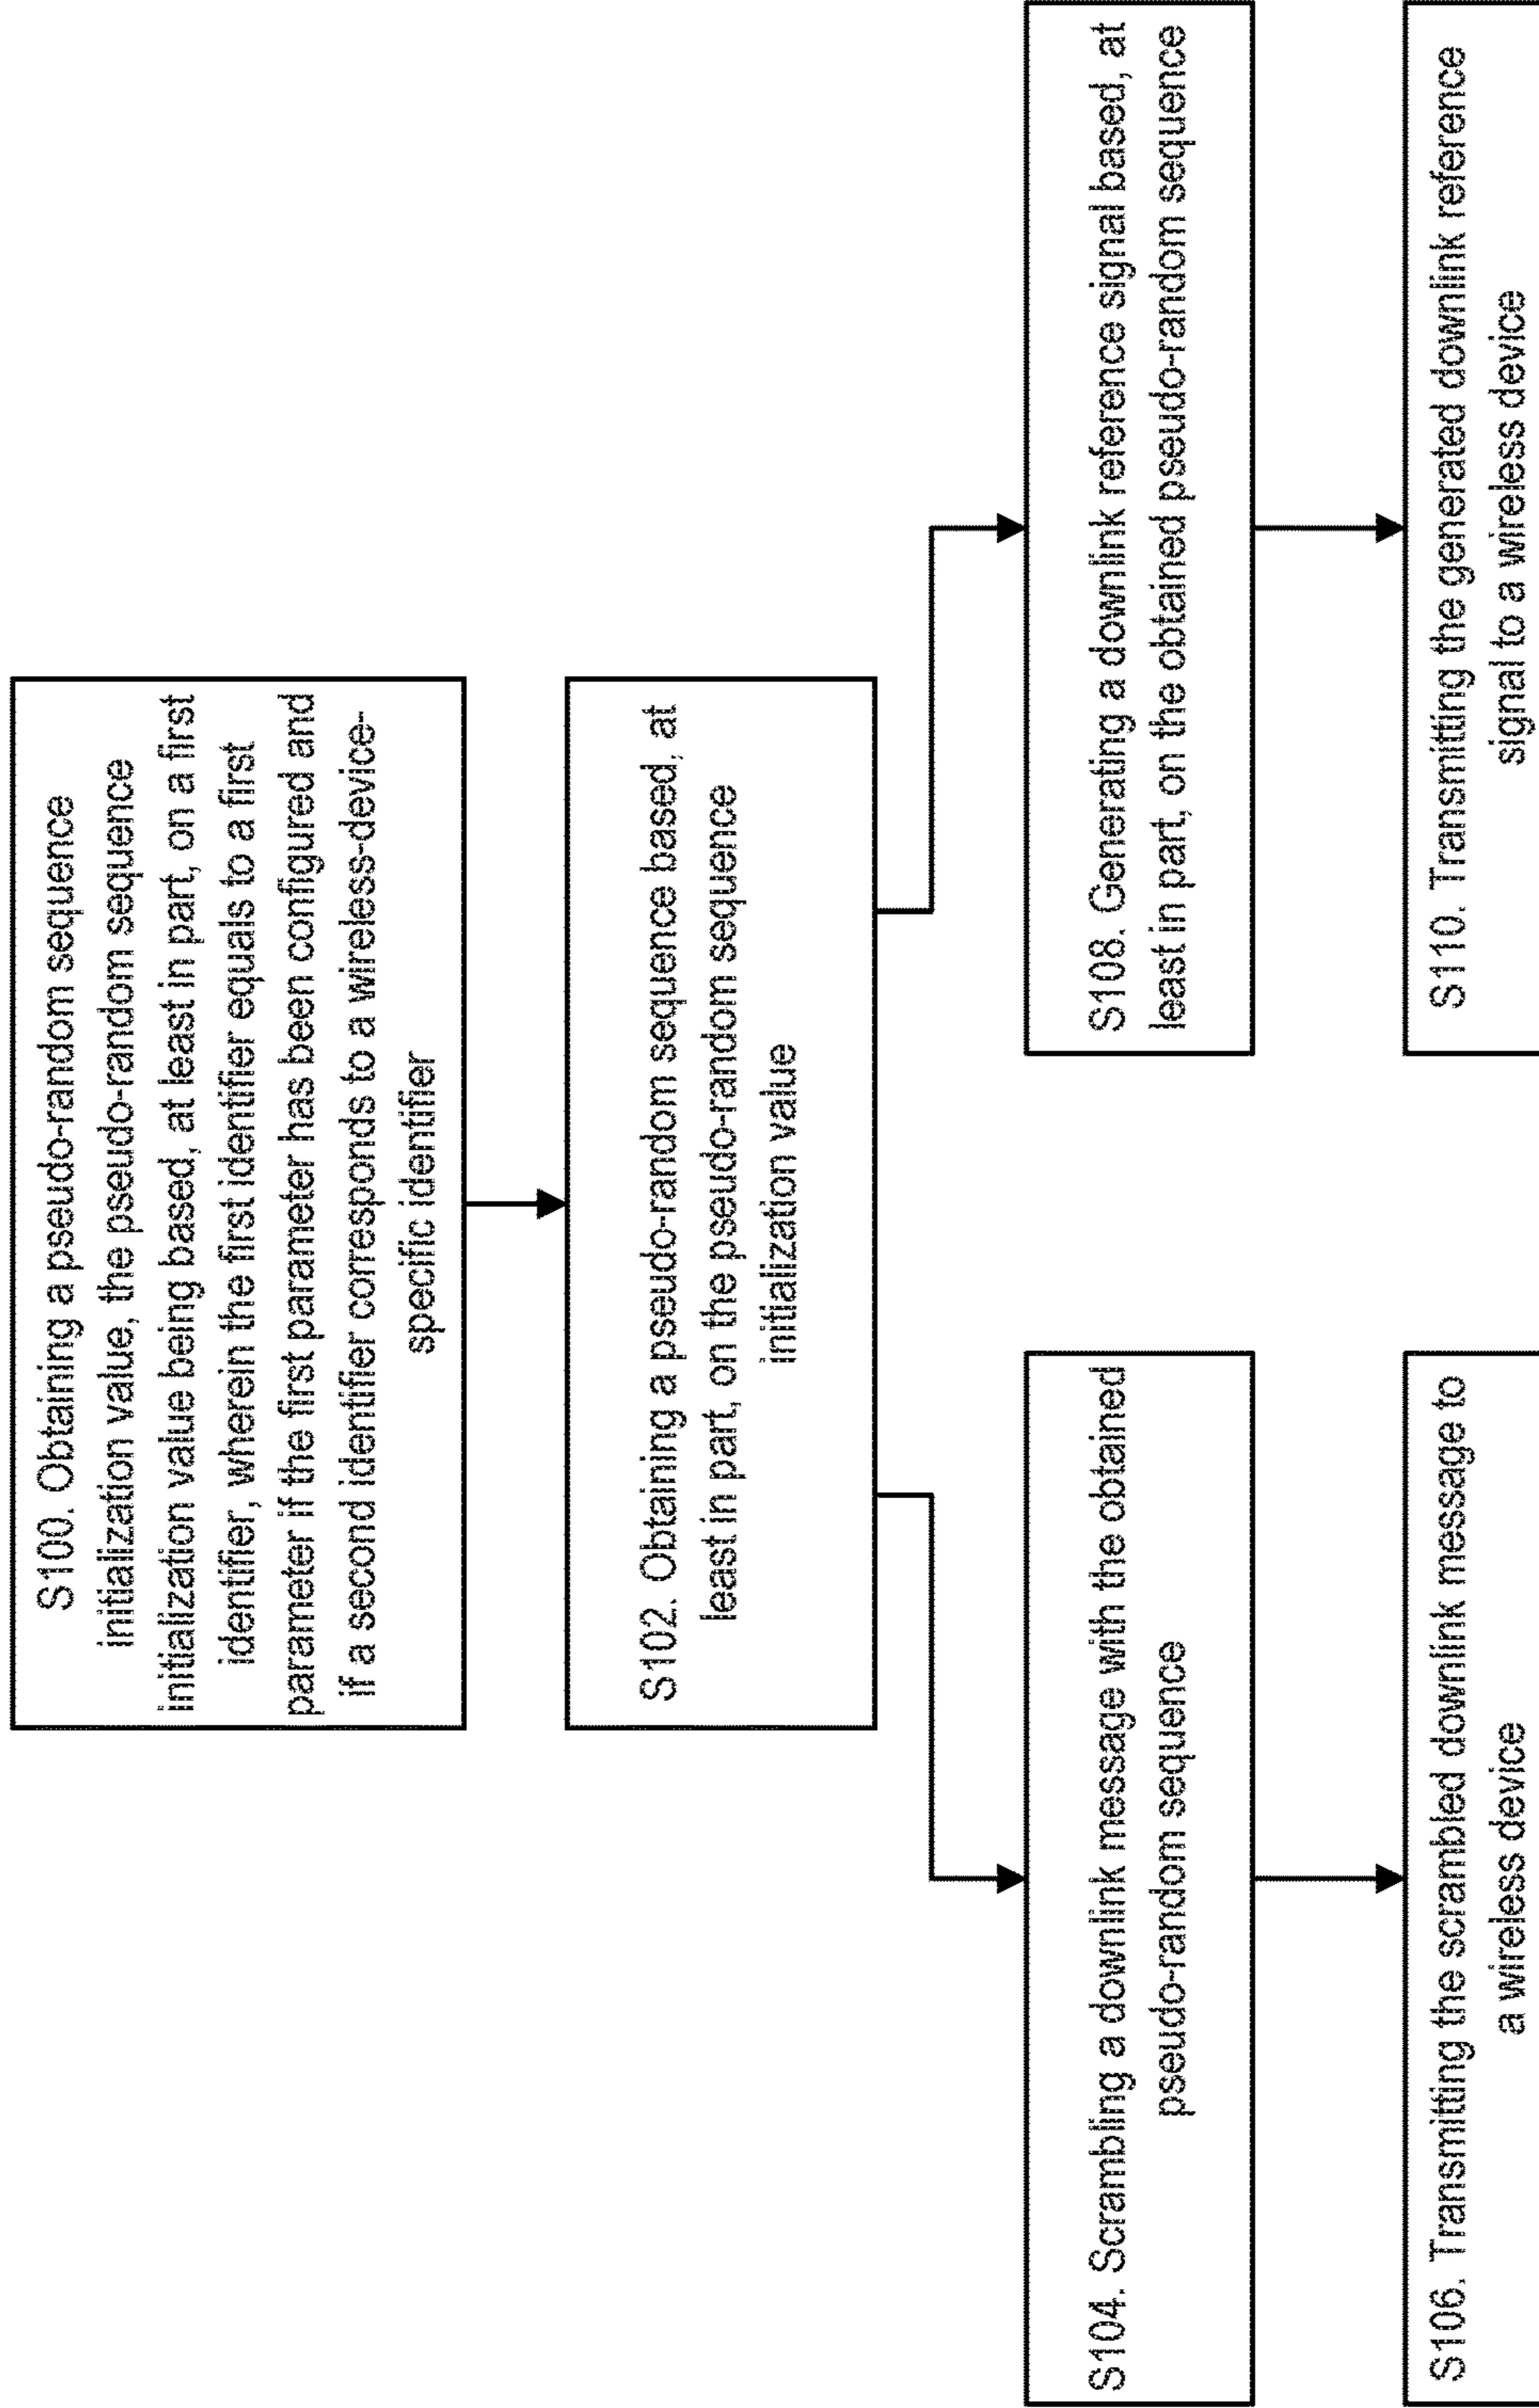 S100. Obtaining a pseudo-random sequence
initialization value, the pseudo-random sequence
initialization value being based, at least in part, on a first
identifier, wherein the first identifier equals to a first
parameter if the first parameter has been configured and
if a second identifier corresponds to a wireless-device-
specific identifier
S102. Obtaining a pseudo-random sequence based, at
least in part, on the pseudo-random sequence
initialization value
S104. Scrambling a downlink message with the obtained
pseudo-random sequence
S106. Transmitting the scrambled downlink message to
a wireless device
S108. Generating a downlink reference signal based, at
least in part, on the obtained pseudo-random sequence
S110. Transmitting the generated downlink reference
signal to a wireless device